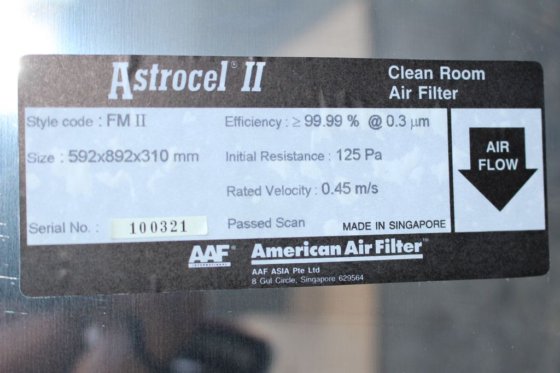 Astrocel® II
Clean Room
Air Filter
Style code : FM II
Efficiency : ≥ 99.99 % @ 0.3 μm
Size : 592x892x310 mm
Initial Resistance : 125 Pa
Rated Velocity : 0.45 m/s
Serial No. : 100321
Passed Scan
MADE IN SINGAPORE
AIR
FLOW
AAF
INTERNATIONAL
American Air Filter™
AAF ASIA Pte Ltd
8 Gul Circle, Singapore 629564